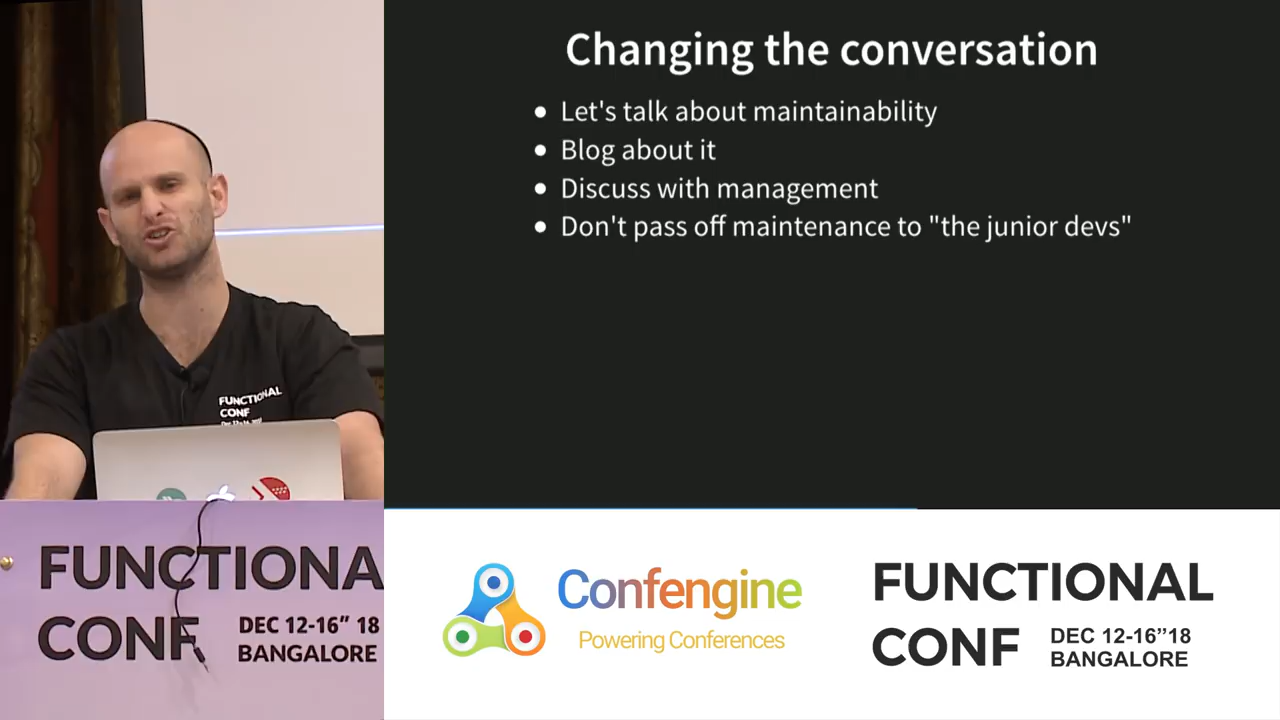 Changing the conversation
Let's talk about maintainability
Blog about it
Discuss with management
Don't pass off maintenance to "the junior devs"
FUNCTIONAL
CONF
FUNCTIONA
CONF
DEC 12-16" 18
BANGALORE
Confengine
Powering Conferences
FUNCTIONAL
CONF
DEC 12-16"18
BANGALORE